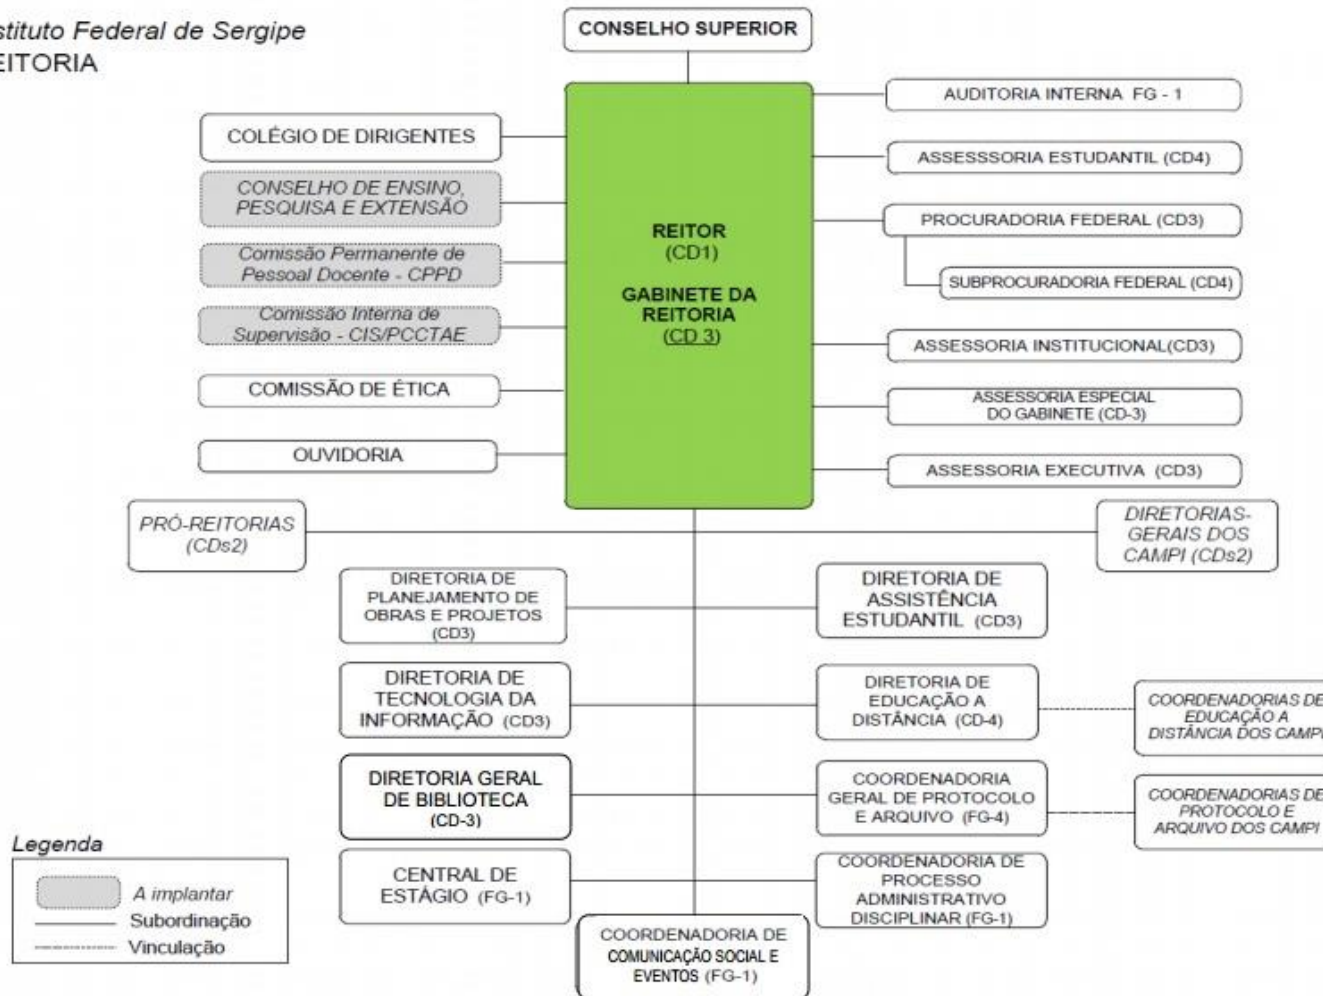 stituto Federal de Sergipe
EITORIA
CONSELHO SUPERIOR
COLÉGIO DE DIRIGENTES
CONSELHO DE ENSINO,
PESQUISA E EXTENSÃO
Comissão Permanente de
Pessoal Docente - CPPD
Comissão Interna de
Supervisão - CIS/PCCTAE
COMISSÃO DE ÉTICA
OUVIDORIA
REITOR
(CD1)
GABINETE DA
REITORIA
(CD 3)
AUDITORIA INTERNA FG - 1
ASSESSSORIA ESTUDANTIL (CD4)
PROCURADORIA FEDERAL (CD3)
SUBPROCURADORIA FEDERAL (CD4)
ASSESSORIA INSTITUCIONAL(CD3)
ASSESSORIA ESPECIAL
DO GABINETE (CD-3)
ASSESSORIA EXECUTIVA (CD3)
PRÓ-REITORIAS
(CDs2)
DIRETORIAS-
GERAIS DOS
CAMPI (CDs2)
DIRETORIA DE
PLANEJAMENTO DE
OBRAS E PROJETOS
(CD3)
DIRETORIA DE
ASSISTÊNCIA
ESTUDANTIL (CD3)
DIRETORIA DE
TECNOLOGIA DA
INFORMAÇÃO (CD3)
DIRETORIA DE
EDUCAÇÃO A
DISTÂNCIA (CD-4)
COORDENADORIAS DE
EDUCAÇÃO A
DISTÂNCIA DOS CAMPI
DIRETORIA GERAL
DE BIBLIOTECA
(CD-3)
COORDENADORIA
GERAL DE PROTOCOLO
E ARQUIVO (FG-4)
COORDENADORIAS DE
PROTOCOLO E
ARQUIVO DOS CAMPI
CENTRAL DE
ESTÁGIO (FG-1)
COORDENADORIA DE
PROCESSO
ADMINISTRATIVO
DISCIPLINAR (FG-1)
COORDENADORIA DE
COMUNICAÇÃO SOCIAL E
EVENTOS (FG-1)
Legenda
A implantar
Subordinação
Vinculação